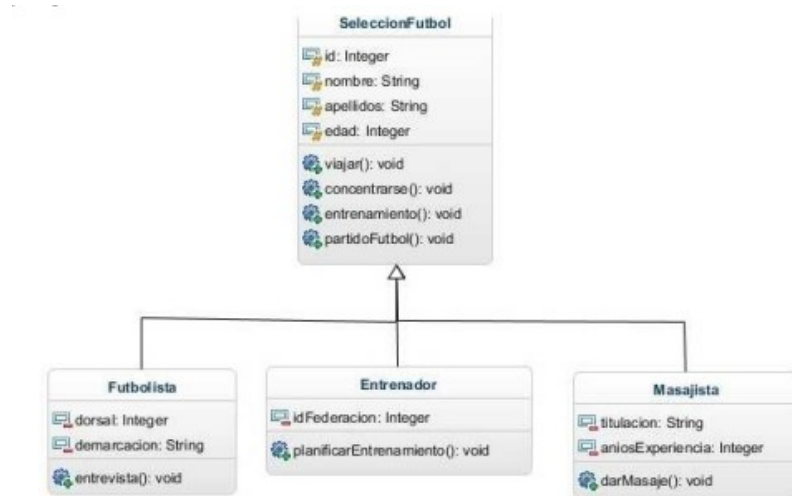 SeleccionFutbol
id: Integer
nombre: String
apellidos: String
edad: Integer
viajar(): void
concentrarse(): void
entrenamiento(): void
partidoFutbol(): void
Futbolista
dorsal: Integer
demarcacion: String
entrevista(): void
Entrenador
idFederacion: Integer
planificarEntrenamiento(): void
Masajista
titulacion: String
aniosExperiencia: Integer
darMasaje(): void